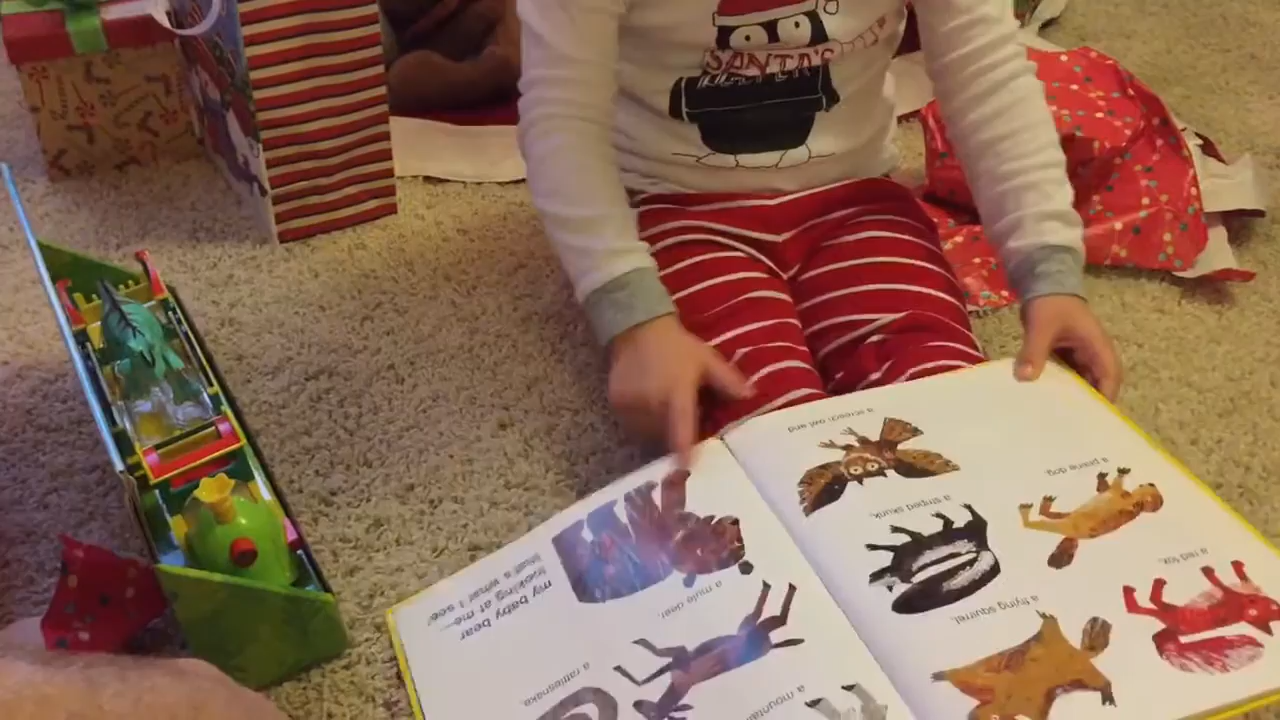 SANTA'S
a screech owl and
a prairie dog,
a striped skunk,
a red fox,
a flying squirrel,
a mule deer,
my baby bear
looking at me—
that's what I see!
a rattlesnake,
a mountain